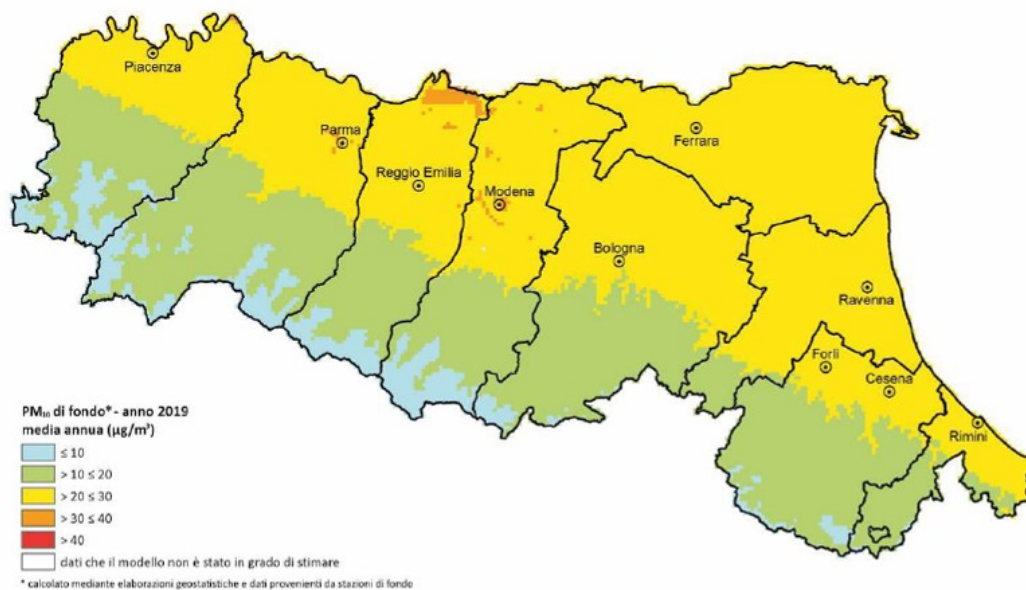 Piacenza
Parma
Reggio Emilia
Modena
Ferrara
Bologna
Ravenna
Forlì
Cesena
Rimini
PM₁₀ di fondo* - anno 2019
media annua (µg/m³)
≤ 10
> 10 ≤ 20
> 20 ≤ 30
> 30 ≤ 40
> 40
dati che il modello non è stato in grado di stimare
* calcolato mediante elaborazioni geostatistiche e dati provenienti da stazioni di fondo